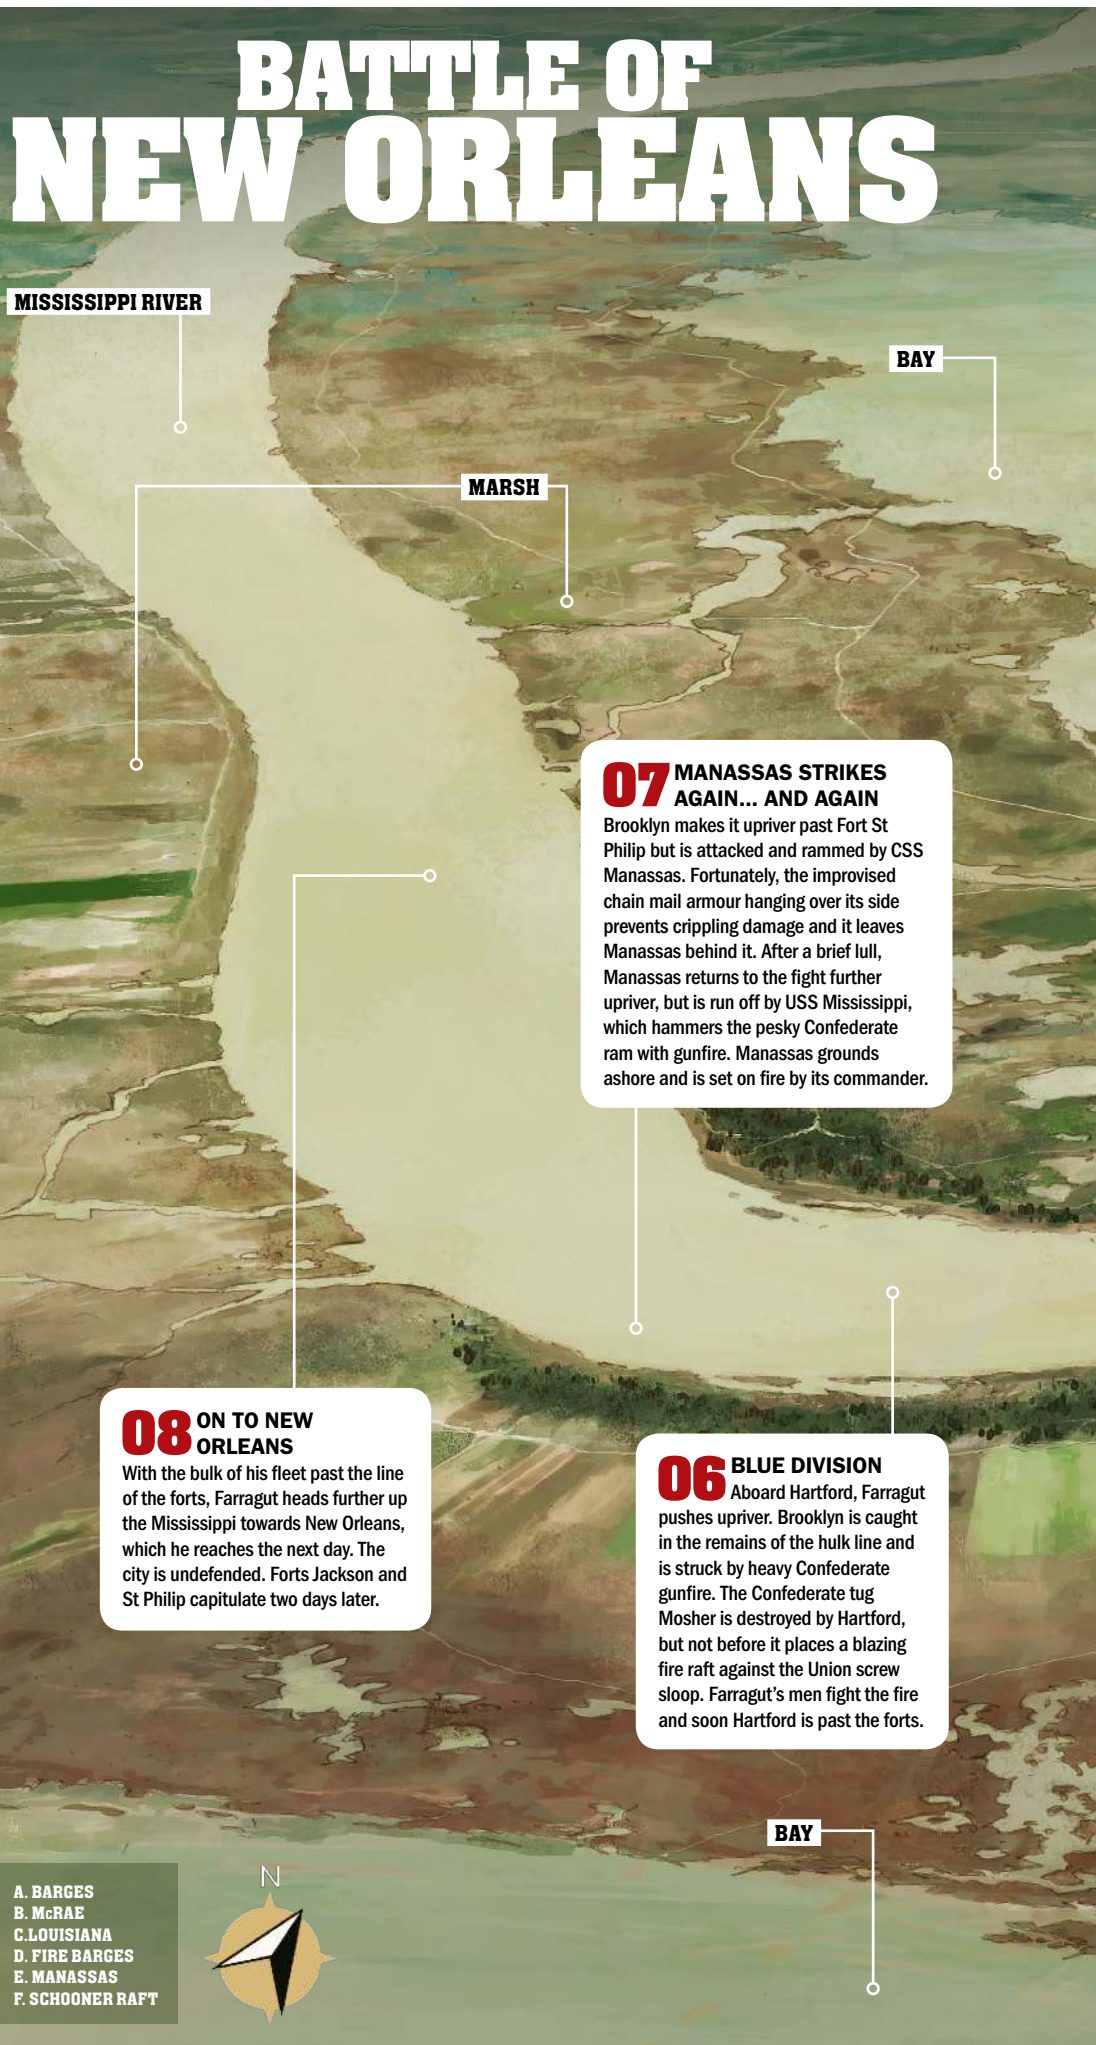 BATTLE OF
NEW ORLEANS
MISSISSIPPI RIVER
BAY
MARSH
07 MANASSAS STRIKES
AGAIN... AND AGAIN
Brooklyn makes it upriver past Fort St
Philip but is attacked and rammed by CSS
Manassas. Fortunately, the improvised
chain mail armour hanging over its side
prevents crippling damage and it leaves
Manassas behind it. After a brief lull,
Manassas returns to the fight further
upriver, but is run off by USS Mississippi,
which hammers the pesky Confederate
ram with gunfire. Manassas grounds
ashore and is set on fire by its commander.
08 ON TO NEW
ORLEANS
With the bulk of his fleet past the line
of the forts, Farragut heads further up
the Mississippi towards New Orleans,
which he reaches the next day. The
city is undefended. Forts Jackson and
St Philip capitulate two days later.
06 BLUE DIVISION
Aboard Hartford, Farragut
pushes upriver. Brooklyn is caught
in the remains of the hulk line and
is struck by heavy Confederate
gunfire. The Confederate tug
Mosher is destroyed by Hartford,
but not before it places a blazing
fire raft against the Union screw
sloop. Farragut's men fight the fire
and soon Hartford is past the forts.
BAY
N
A. BARGES
B. McRAE
C.LOUISIANA
D. FIRE BARGES
E. MANASSAS
F. SCHOONER RAFT